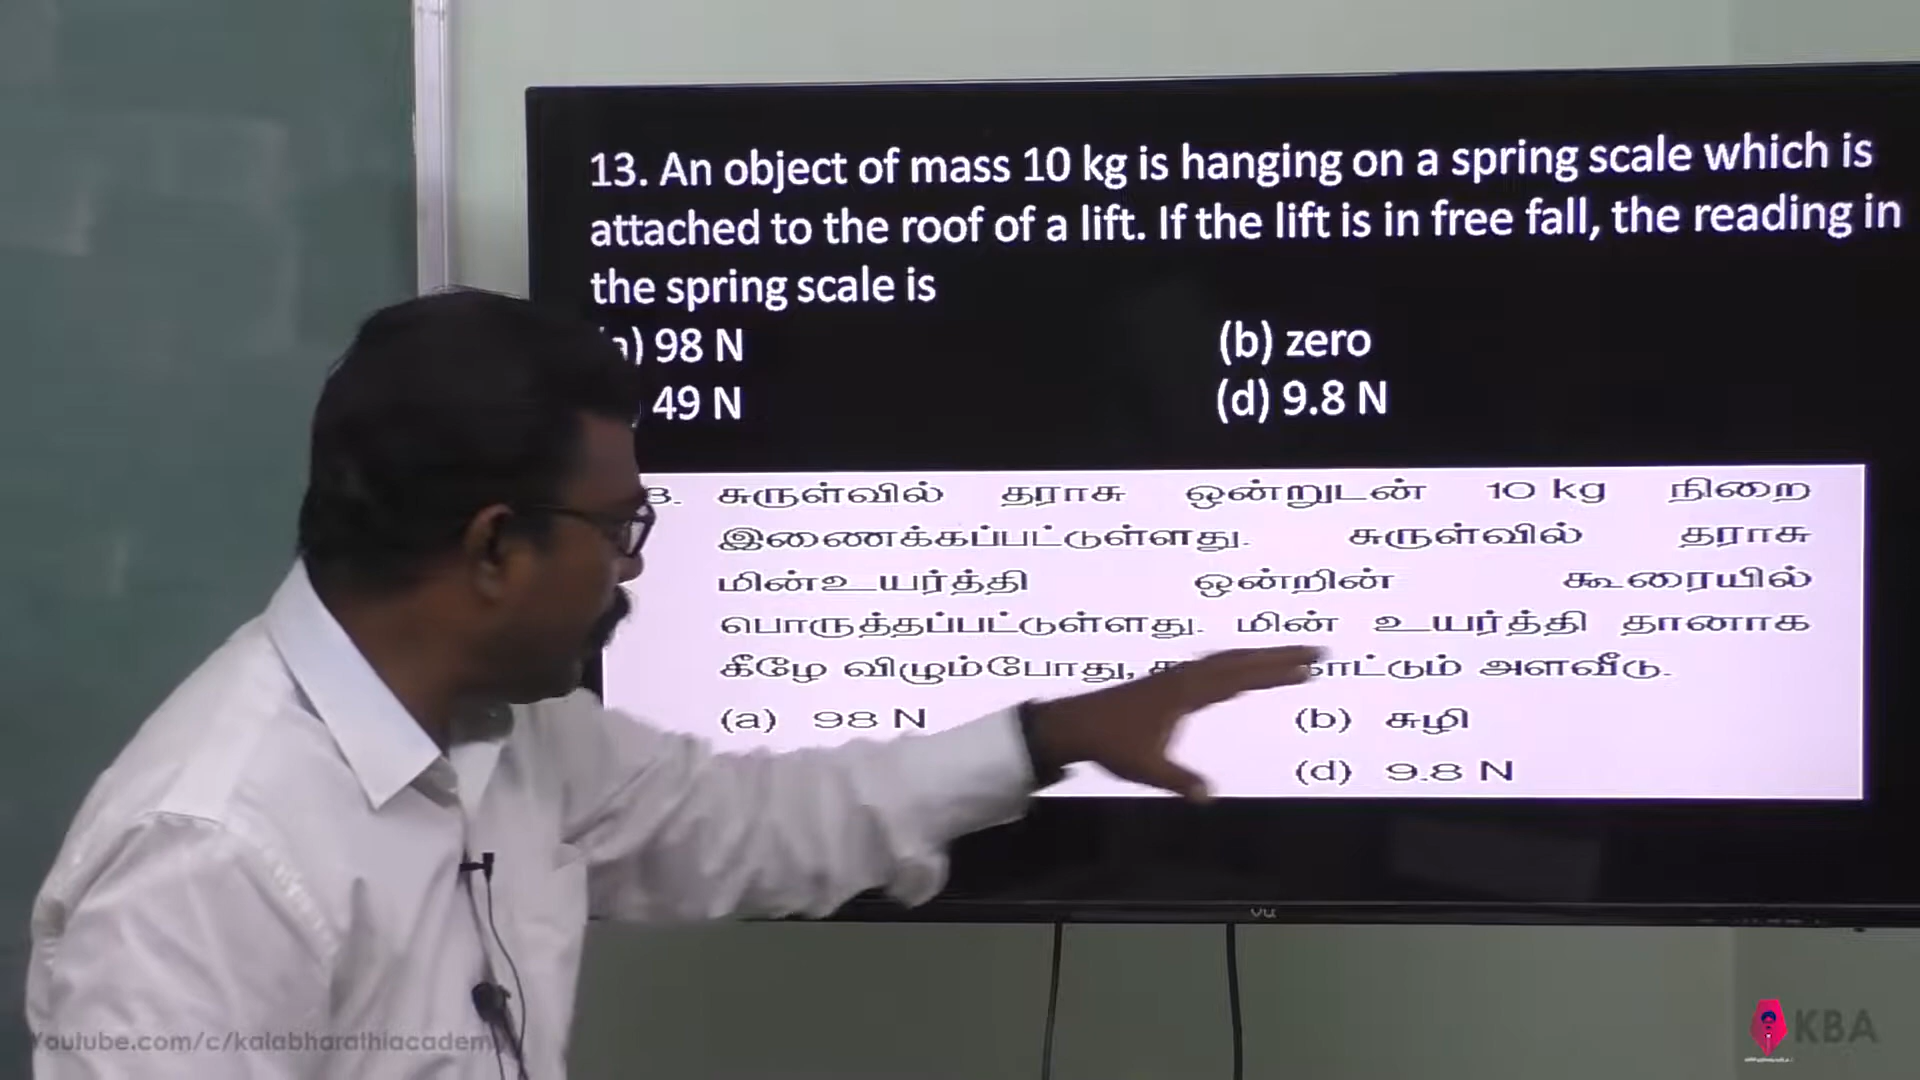 13. An object of mass 10 kg is hanging on a spring scale which is
attached to the roof of a lift. If the lift is in free fall, the reading in
the spring scale is
98 N (b) zero
49 N (d) 9.8 N
சுருள்வில் தராசு ஒன்றுடன் 10 kg நிறை
இணைக்கப்பட்டுள்ளது. சுருள்வில் தராசு
மின்உயர்த்தி ஒன்றின் கூரையில்
பொருத்தப்பட்டுள்ளது. மின் உயர்த்தி தானாக
கீழே விழும்போது, அளவீடு.
(a) 98 N (b) சுழி
(d) 9.8 N
vu
Youtube.com/c/kalabharathiacadem
KBA